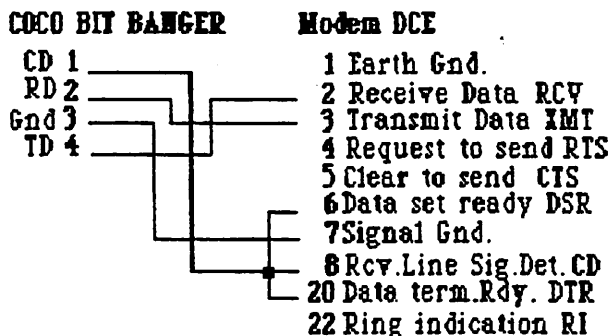 COCO BIT BANGER Modem DCE
CD 1
RD 2
Gnd 3
TD 4
1 Earth Gnd.
2 Receive Data RCV
3 Transmit Data XMT
4 Request to send RTS
5 Clear to send CTS
6 Data set ready DSR
7 Signal Gnd.
8 Rcv. Line Sig. Det. CD
20 Data term. Rdy. DTR
22 Ring indication RI